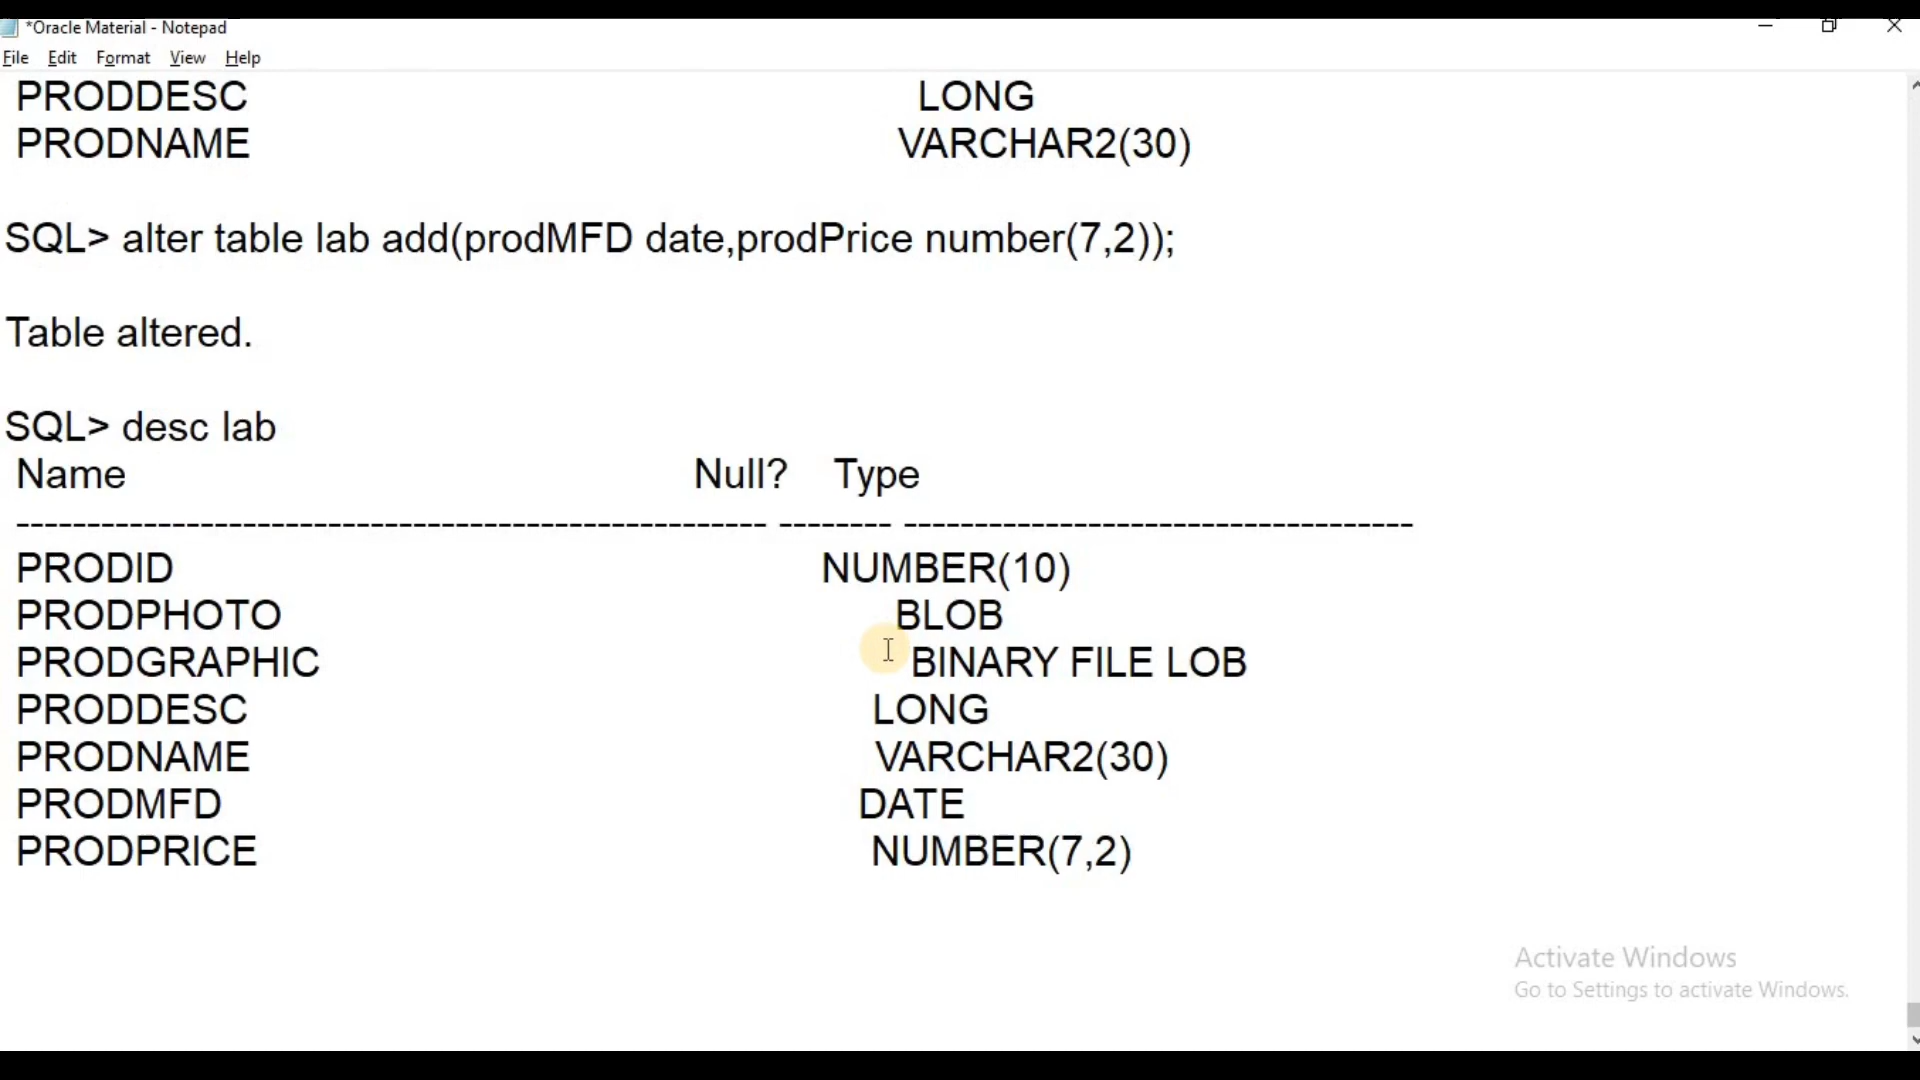 *Oracle Material - Notepad
File Edit Format View Help
PRODDESC LONG
PRODNAME VARCHAR2(30)
SQL> alter table lab add(prodMFD date,prodPrice number(7,2));
Table altered.
SQL> desc lab
Name Null? Type
----------------------------------------------------- -------- ------------------------------------
PRODID NUMBER(10)
PRODPHOTO BLOB
PRODGRAPHIC BINARY FILE LOB
PRODDESC LONG
PRODNAME VARCHAR2(30)
PRODMFD DATE
PRODPRICE NUMBER(7,2)
Activate Windows
Go to Settings to activate Windows.